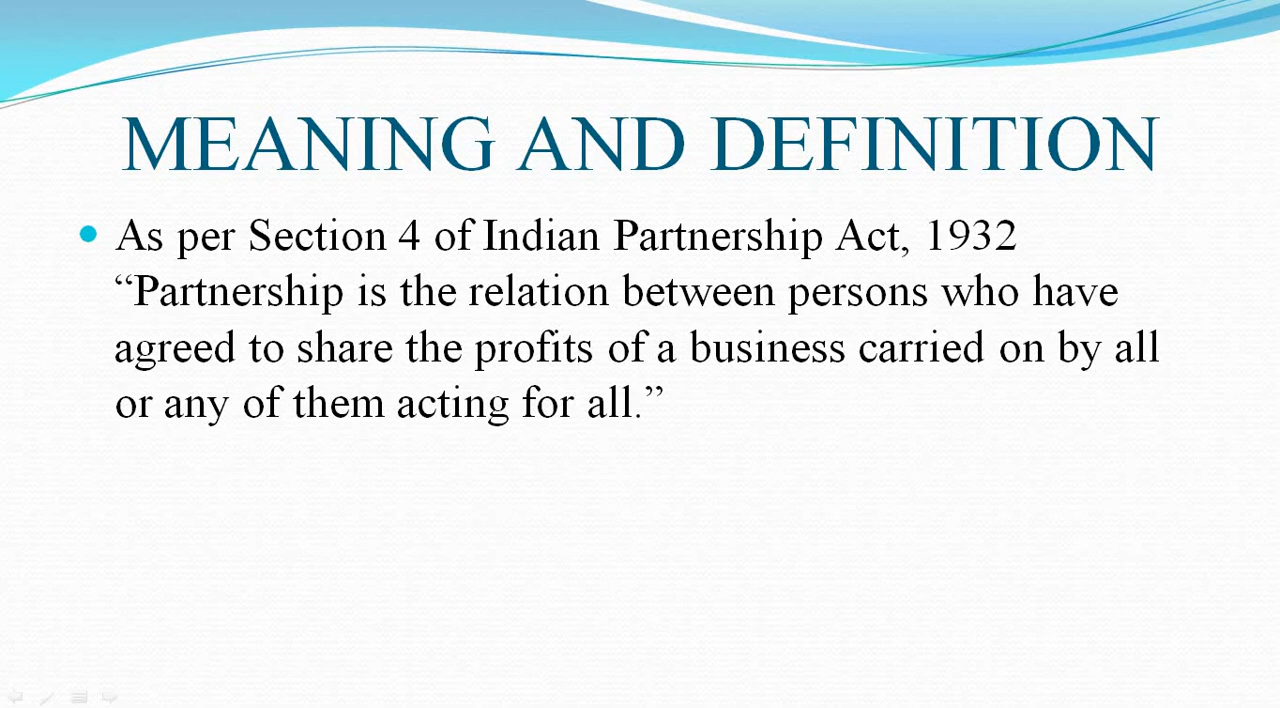 MEANING AND DEFINITION
As per Section 4 of Indian Partnership Act, 1932
“Partnership is the relation between persons who have
agreed to share the profits of a business carried on by all
or any of them acting for all.”